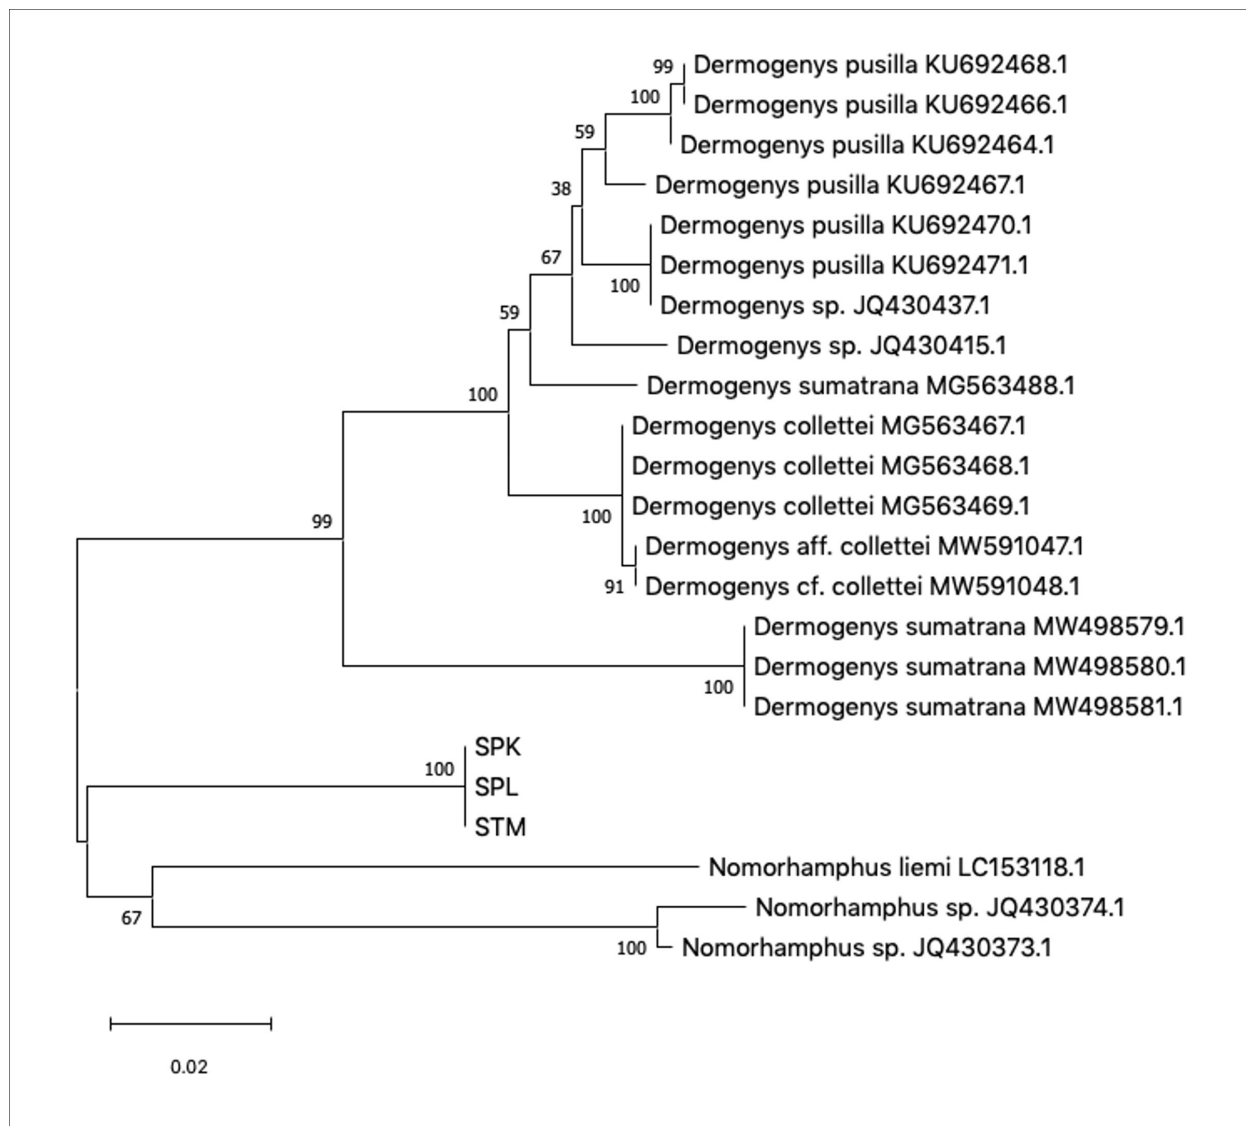 99
Dermogenys pusilla KU692468.1
100
Dermogenys pusilla KU692466.1
59
Dermogenys pusilla KU692464.1
38
Dermogenys pusilla KU692467.1
Dermogenys pusilla KU692470.1
67
Dermogenys pusilla KU692471.1
100
Dermogenys sp. JQ430437.1
59
Dermogenys sp. JQ430415.1
100
Dermogenys sumatrana MG563488.1
Dermogenys collettei MG563467.1
Dermogenys collettei MG563468.1
Dermogenys collettei MG563469.1
100
99
Dermogenys aff. collettei MW591047.1
91
Dermogenys cf. collettei MW591048.1
Dermogenys sumatrana MW498579.1
Dermogenys sumatrana MW498580.1
100
Dermogenys sumatrana MW498581.1
SPK
100
SPL
STM
Nomorhamphus liemi LC153118.1
67
Nomorhamphus sp. JQ430374.1
100
Nomorhamphus sp. JQ430373.1
0.02